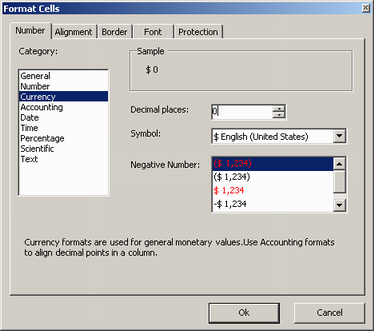 Format Cells
Number Alignment Border Font Protection
Category:
General
Number
Currency
Accounting
Date
Time
Percentage
Scientific
Text
Sample
$ 0
Decimal places: 0
Symbol: $ English (United States)
Negative Number: ($ 1,234)
($ 1,234)
$ 1,234
-$ 1,234
Currency formats are used for general monetary values.Use Accounting formats
to align decimal points in a column.
Ok Cancel